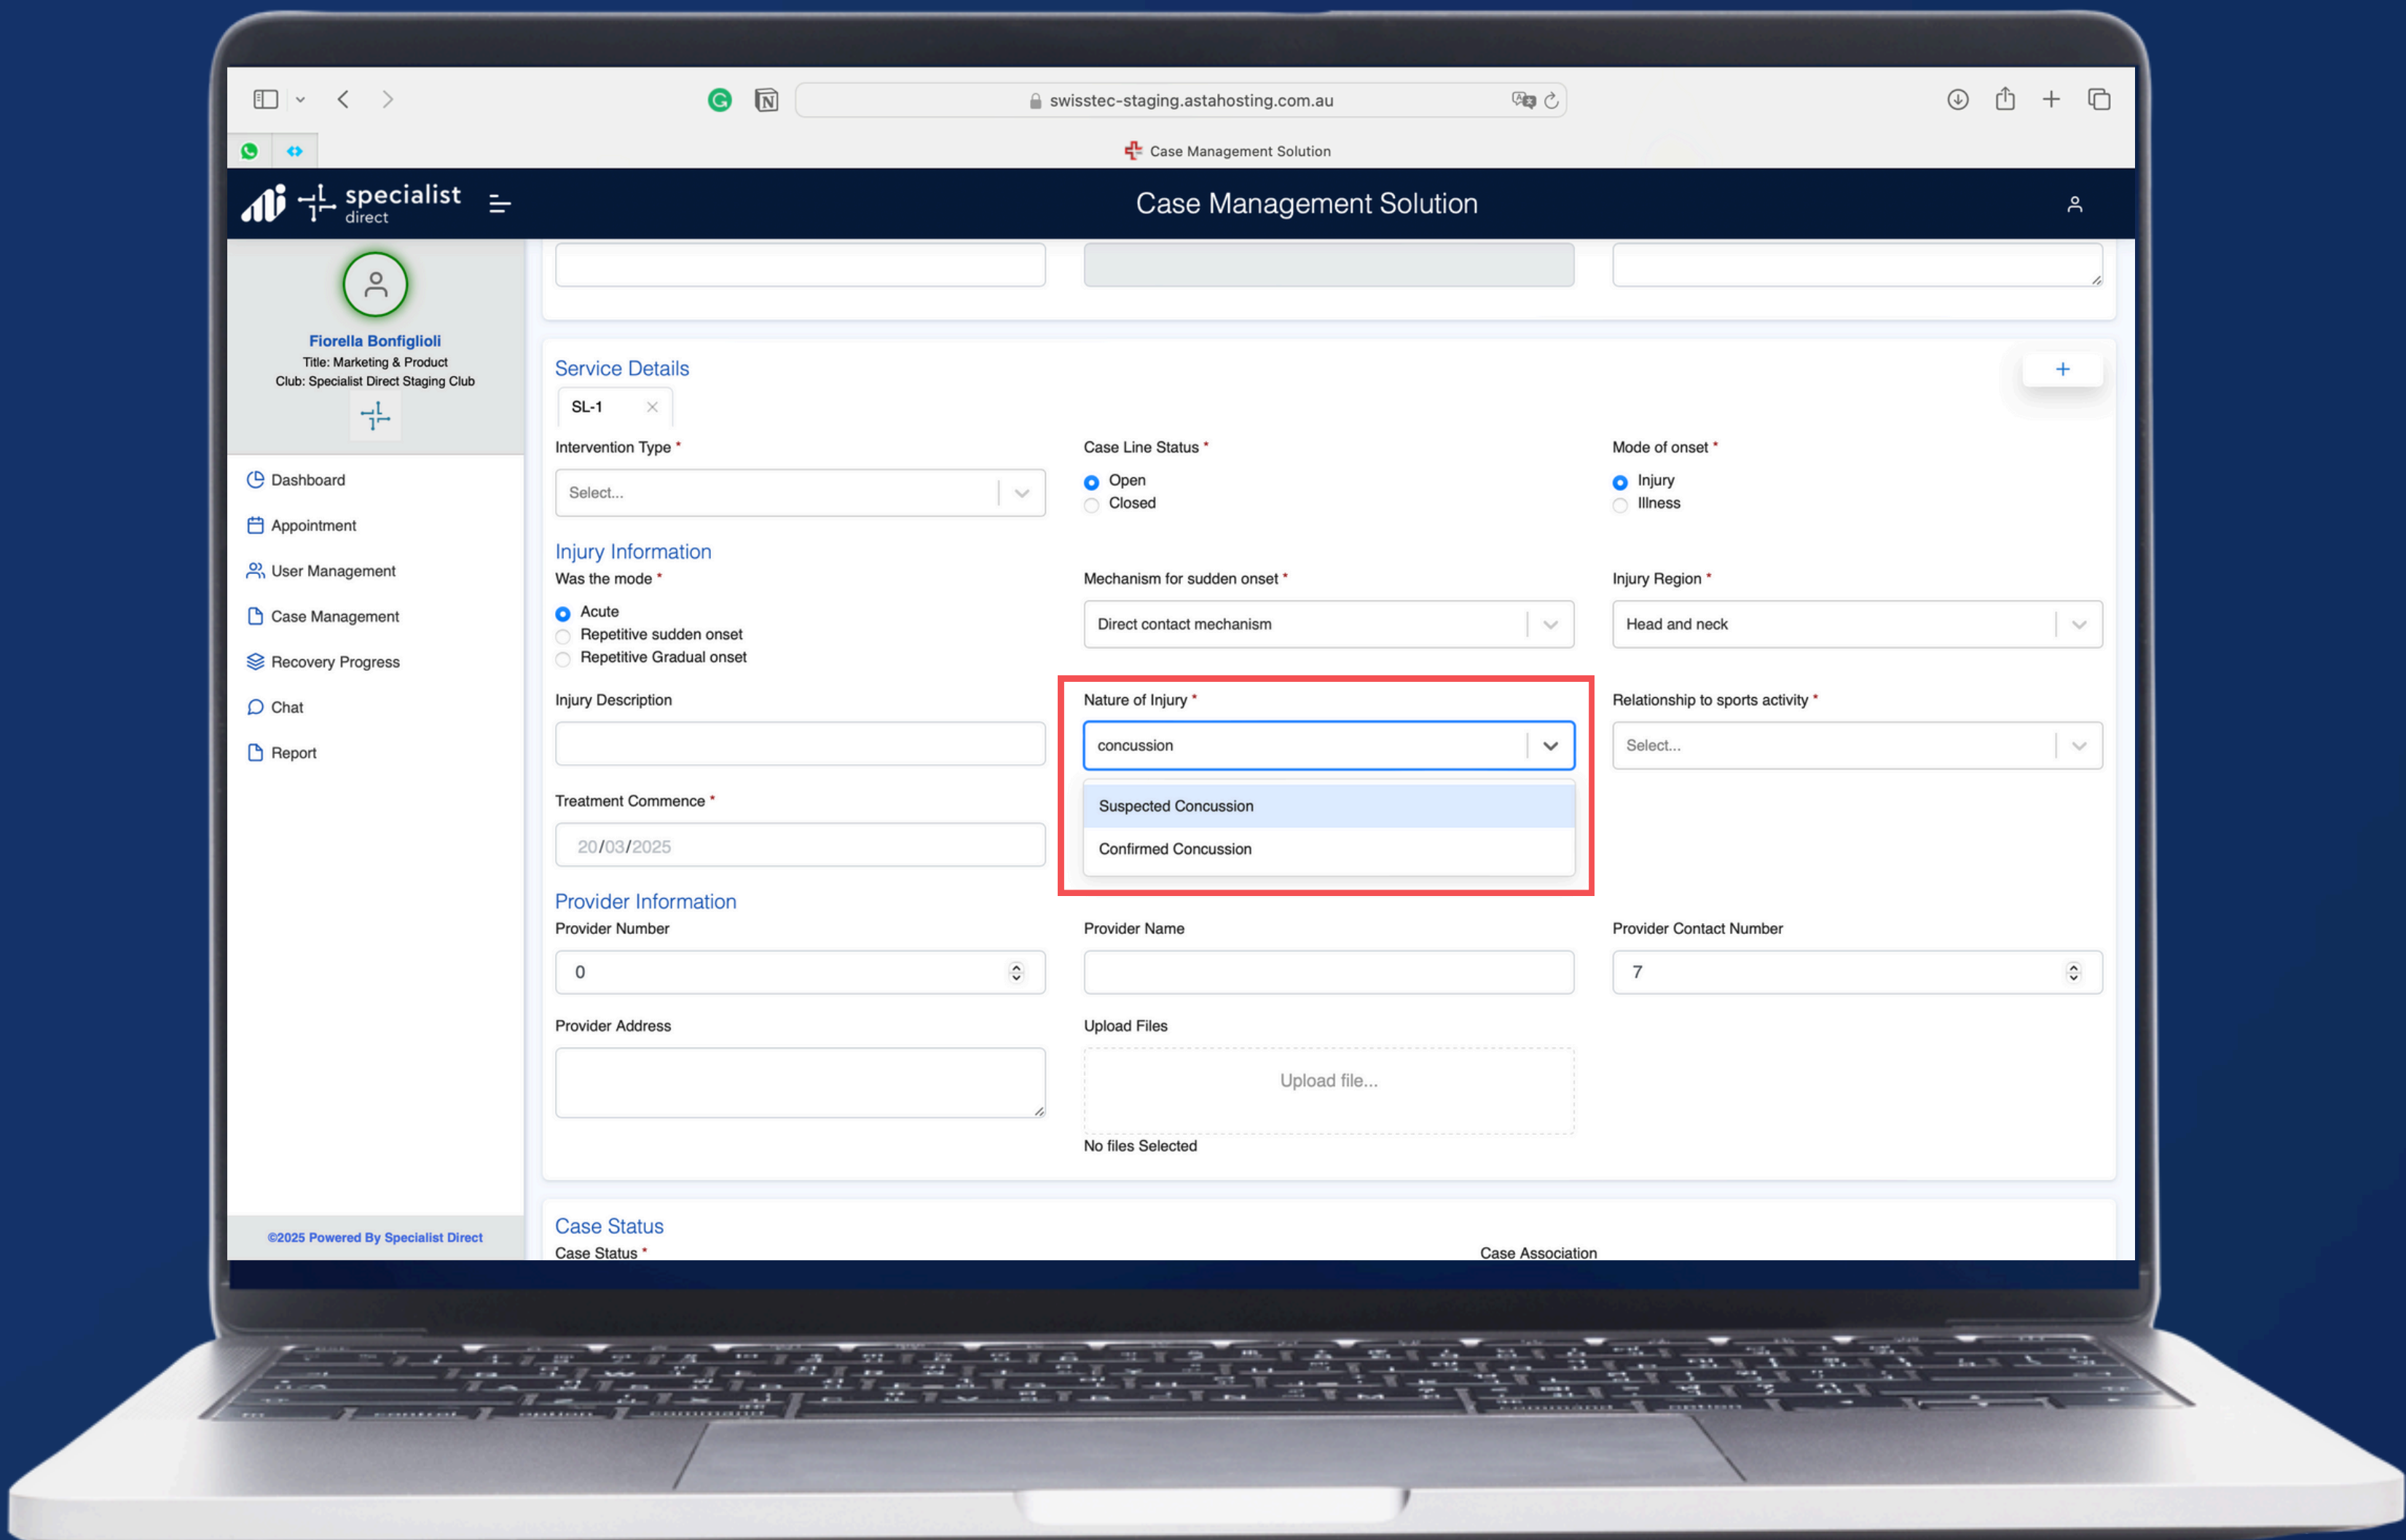 swisstec-staging.astahosting.com.au
Case Management Solution
specialist
direct
Case Management Solution
Fiorella Bonfiglioli
Title: Marketing & Product
Club: Specialist Direct Staging Club
Dashboard
Appointment
User Management
Case Management
Recovery Progress
Chat
Report
©2025 Powered By Specialist Direct
Service Details
SL-1
Intervention Type *
Select...
Case Line Status *
Open
Closed
Mode of onset *
Injury
Illness
Injury Information
Was the mode *
Acute
Repetitive sudden onset
Repetitive Gradual onset
Mechanism for sudden onset *
Direct contact mechanism
Injury Region *
Head and neck
Injury Description
Nature of Injury *
concussion
Suspected Concussion
Confirmed Concussion
Relationship to sports activity *
Select...
Treatment Commence *
20/03/2025
Provider Information
Provider Number
0
Provider Name
Provider Contact Number
7
Provider Address
Upload Files
Upload file...
No files Selected
Case Status
Case Status *
Case Association
control
option
command
command
option